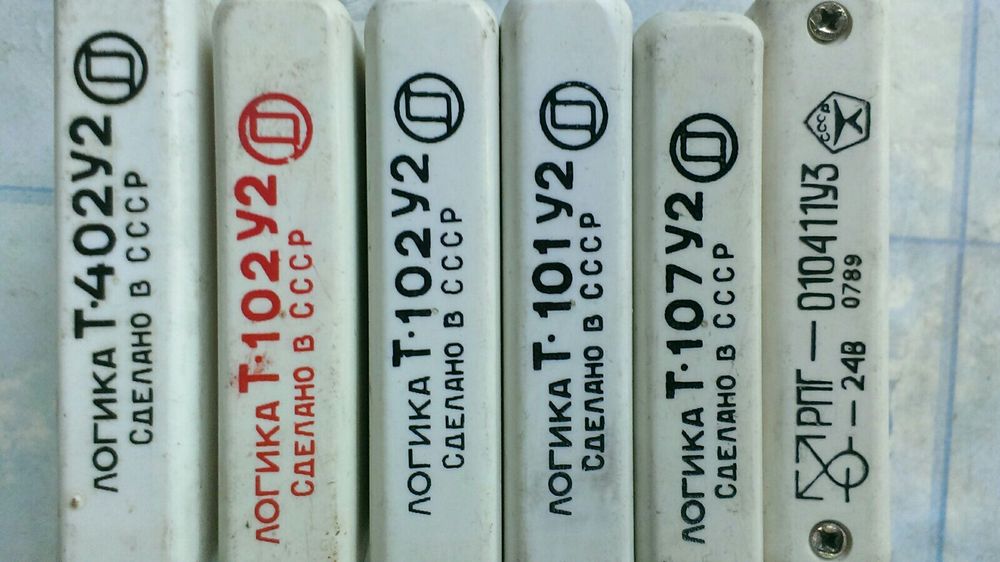 ЛОГИКА Т·402У2
СДЕЛАНО В СССР
ЛОГИКА Т·102У2
СДЕЛАНО В СССР
ЛОГИКА Т·102У2
СДЕЛАНО В СССР
ЛОГИКА Т·101У2
СДЕЛАНО В СССР
ЛОГИКА Т·107У2
СДЕЛАНО В СССР
РПГ — 010411У3
СССР
— 24В 0789